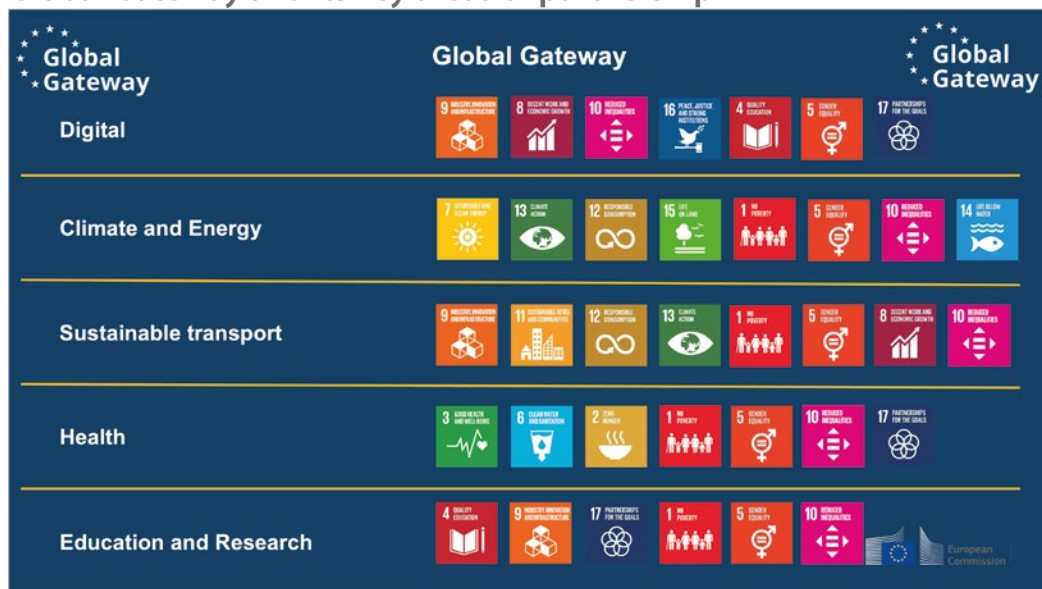 Global
Gateway
Global Gateway
Global
Gateway
Digital
9 INDUSTRY, INNOVATION
AND INFRASTRUCTURE
8 DECENT WORK AND
ECONOMIC GROWTH
10 REDUCED
INEQUALITIES
16 PEACE, JUSTICE
AND STRONG
INSTITUTIONS
4 QUALITY
EDUCATION
5 GENDER
EQUALITY
17 PARTNERSHIPS
FOR THE GOALS
Climate and Energy
7 AFFORDABLE AND
CLEAN ENERGY
13 CLIMATE
ACTION
12 RESPONSIBLE
CONSUMPTION
15 LIFE
ON LAND
1 NO
POVERTY
5 GENDER
EQUALITY
10 REDUCED
INEQUALITIES
14 LIFE BELOW
WATER
Sustainable transport
9 INDUSTRY, INNOVATION
AND INFRASTRUCTURE
11 SUSTAINABLE CITIES
AND COMMUNITIES
12 RESPONSIBLE
CONSUMPTION
13 CLIMATE
ACTION
1 NO
POVERTY
5 GENDER
EQUALITY
8 DECENT WORK AND
ECONOMIC GROWTH
10 REDUCED
INEQUALITIES
Health
3 GOOD HEALTH
AND WELL-BEING
6 CLEAN WATER
AND SANITATION
2 ZERO
HUNGER
1 NO
POVERTY
5 GENDER
EQUALITY
10 REDUCED
INEQUALITIES
17 PARTNERSHIPS
FOR THE GOALS
Education and Research
4 QUALITY
EDUCATION
9 INDUSTRY, INNOVATION
AND INFRASTRUCTURE
17 PARTNERSHIPS
FOR THE GOALS
1 NO
POVERTY
5 GENDER
EQUALITY
10 REDUCED
INEQUALITIES
European
Commission